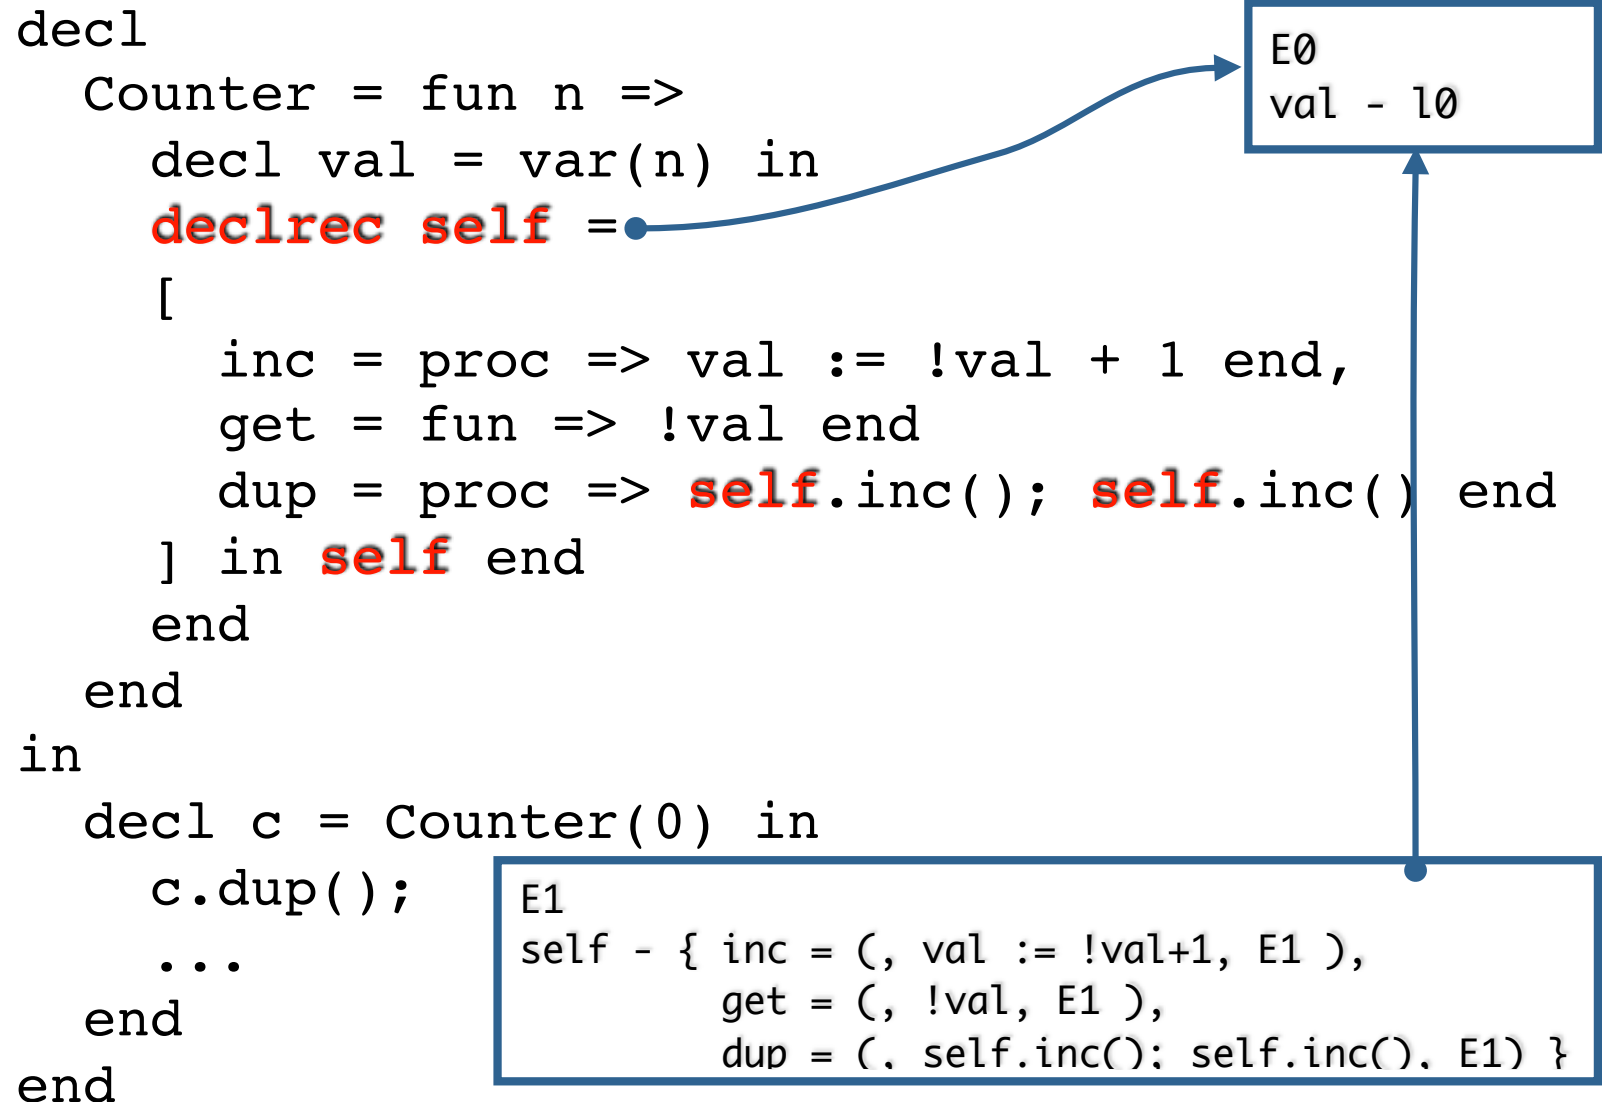 decl
  Counter = fun n =>
    decl val = var(n) in
    declrec self =
    [
      inc = proc => val := !val + 1 end,
      get = fun => !val end
      dup = proc => self.inc(); self.inc() end
    ] in self end
    end
  end
in
  decl c = Counter(0) in
    c.dup();
    ...
  end
end
E0
val - l0
E1
self - { inc = (, val := !val+1, E1 ),
         get = (, !val, E1 ),
         dup = (, self.inc(); self.inc(), E1) }